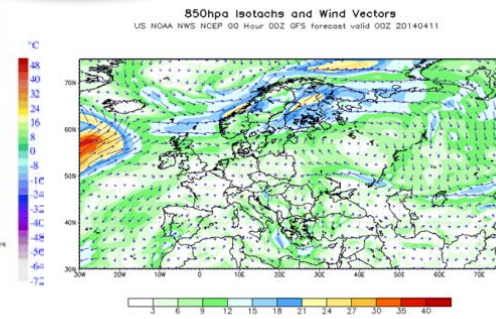 850hpa Isotachs and Wind Vectors
US NOAA NWS NCEP 00 Hour 00Z GFS forecast valid 00Z 20140411
°C
48
40
32
24
16
8
0
-8
-16
-24
-32
-40
-48
-56
-64
-72
70N
60N
50N
40N
30N
30W 20W 10W 0 10E 20E 30E 40E 50E 60E 70E
3 6 9 12 15 18 21 24 27 30 35 40